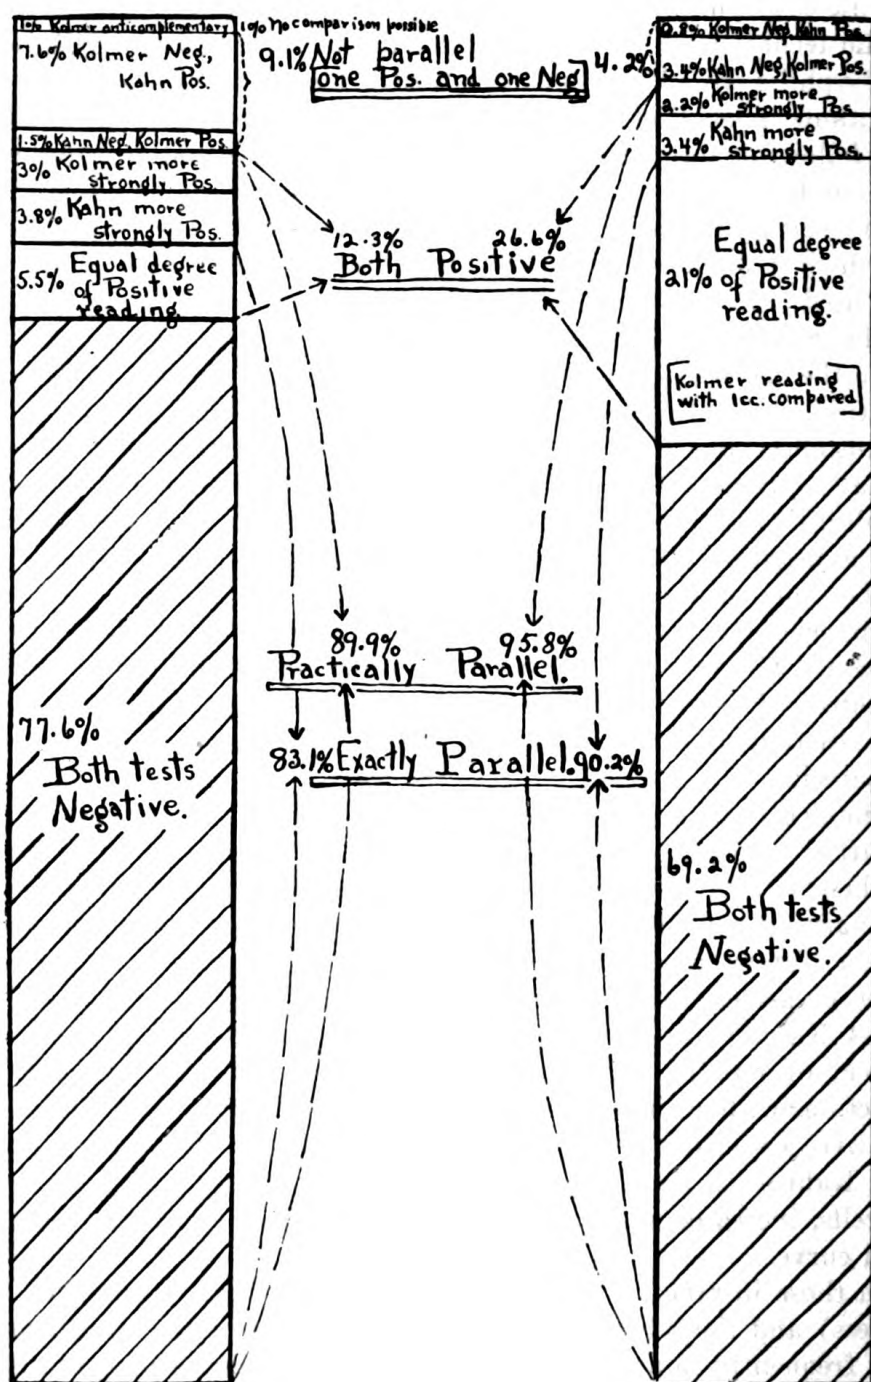 1% Kolmer anticomplementary
7.6% Kolmer Neg.,
Kahn Pos.
1.5% Kahn Neg, Kolmer Pos.
3% Kolmer more
strongly Pos.
3.8% Kahn more
strongly Pos.
5.5% Equal degree
of Positive
reading
77.6%
Both tests
Negative.
1% No comparison possible
9.1% Not parallel
one Pos. and one Neg
4.2%
12.3% 26.6%
Both Positive
89.9% 95.8%
Practically Parallel.
83.1% Exactly Parallel. 90.2%
0.8% Kolmer Neg Kahn Pos.
3.4% Kahn Neg, Kolmer Pos.
2.2% Kolmer more
strongly Pos
3.4% Kahn more
strongly Pos.
Equal degree
21% of Positive
reading.
[Kolmer reading
with 1cc. compared]
69.2%
Both tests
Negative.